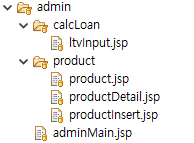 admin
calcLoan
ltvInput.jsp
product
product.jsp
productDetail.jsp
productInsert.jsp
adminMain.jsp